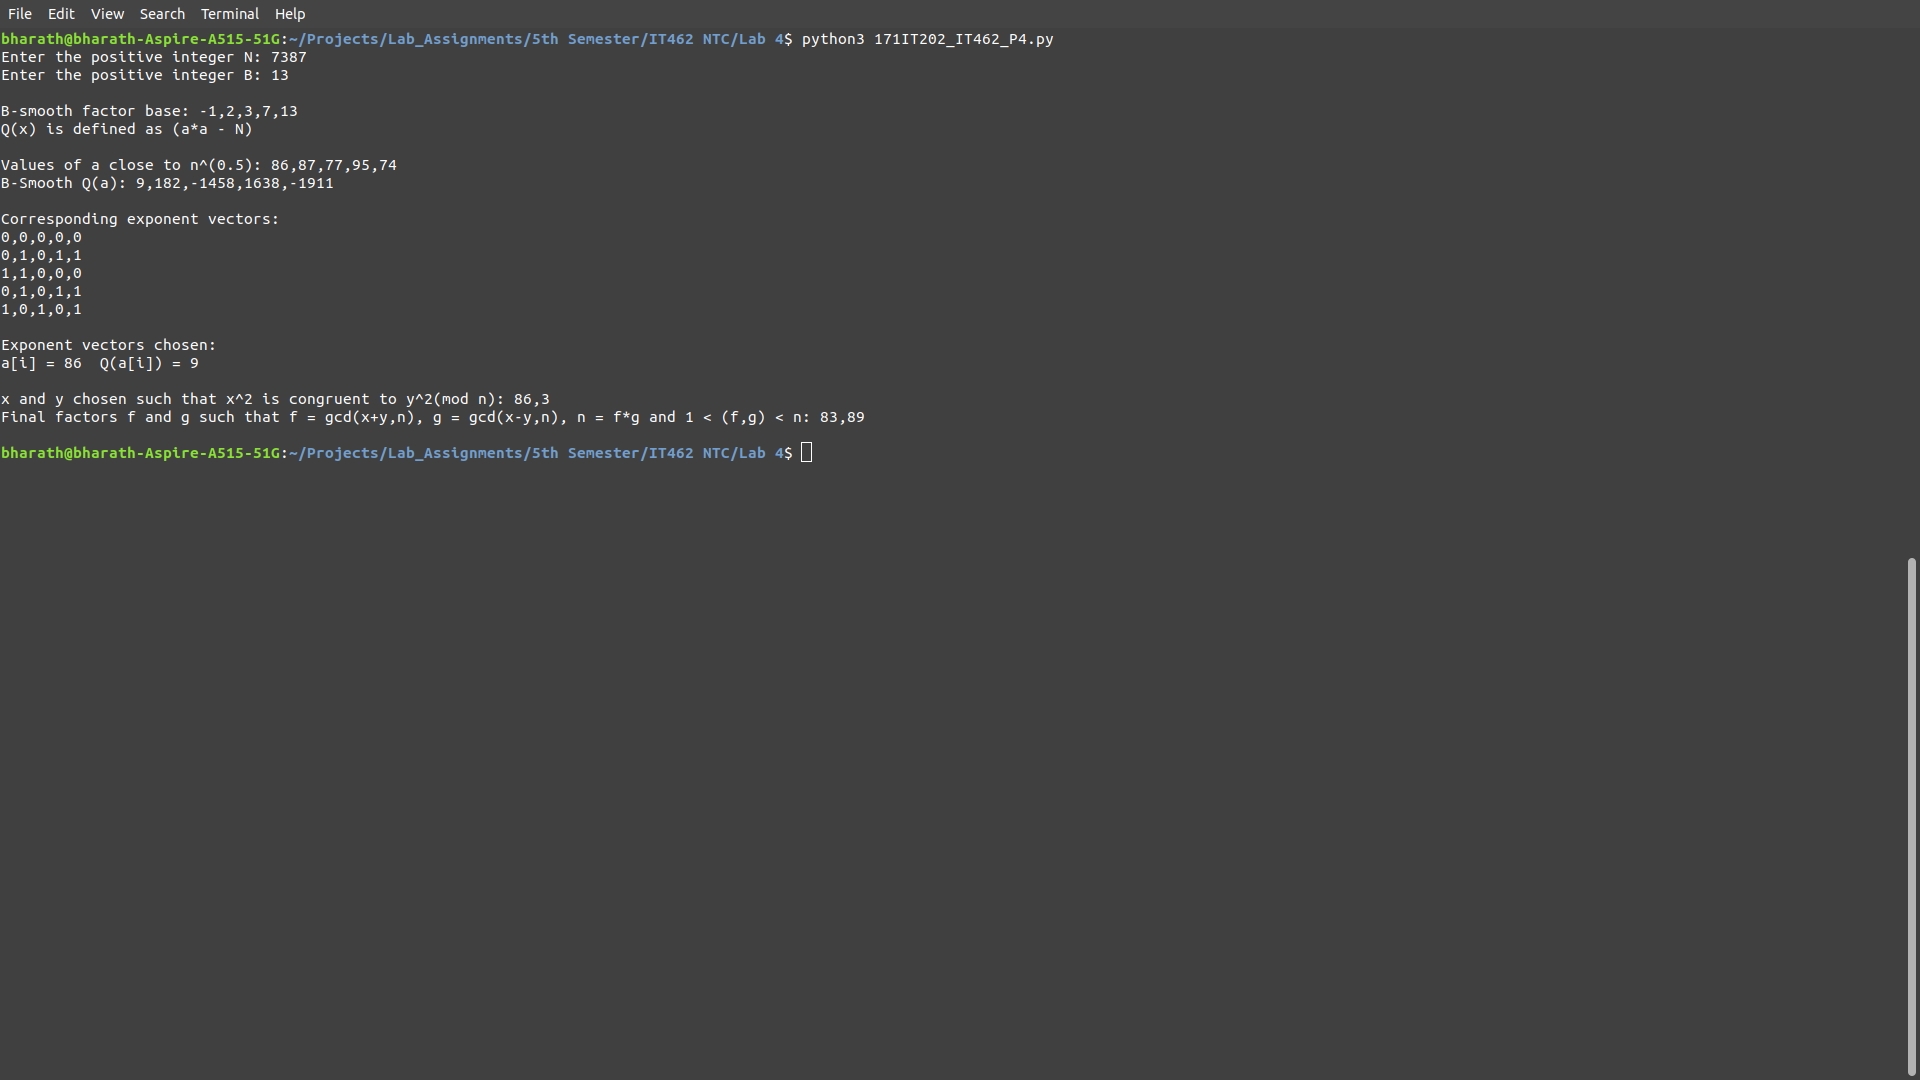 File Edit View Search Terminal Help
bharath@bharath-Aspire-A515-51G:~/Projects/Lab_Assignments/5th Semester/IT462 NTC/Lab 4$ python3 171IT202_IT462_P4.py
Enter the positive integer N: 7387
Enter the positive integer B: 13
B-smooth factor base: -1,2,3,7,13
Q(x) is defined as (a*a - N)
Values of a close to n^(0.5): 86,87,77,95,74
B-Smooth Q(a): 9,182,-1458,1638,-1911
Corresponding exponent vectors:
0,0,0,0,0
0,1,0,1,1
1,1,0,0,0
0,1,0,1,1
1,0,1,0,1
Exponent vectors chosen:
a[i] = 86  Q(a[i]) = 9
x and y chosen such that x^2 is congruent to y^2(mod n): 86,3
Final factors f and g such that f = gcd(x+y,n), g = gcd(x-y,n), n = f*g and 1 < (f,g) < n: 83,89
bharath@bharath-Aspire-A515-51G:~/Projects/Lab_Assignments/5th Semester/IT462 NTC/Lab 4$